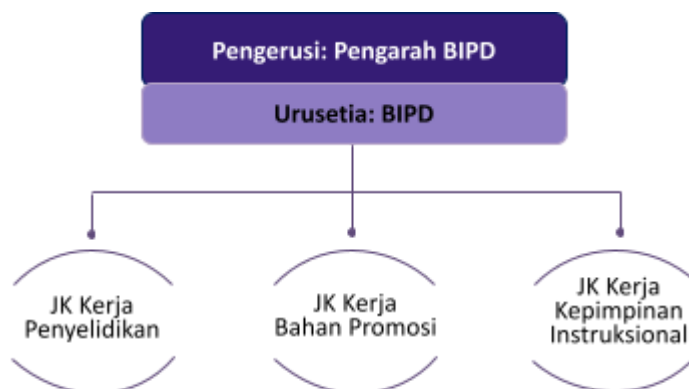 Pengerusi: Pengarah BIPD
Urusetia: BIPD
JK Kerja
Penyelidikan
JK Kerja
Bahan Promosi
JK Kerja
Kepimpinan
Instruksional